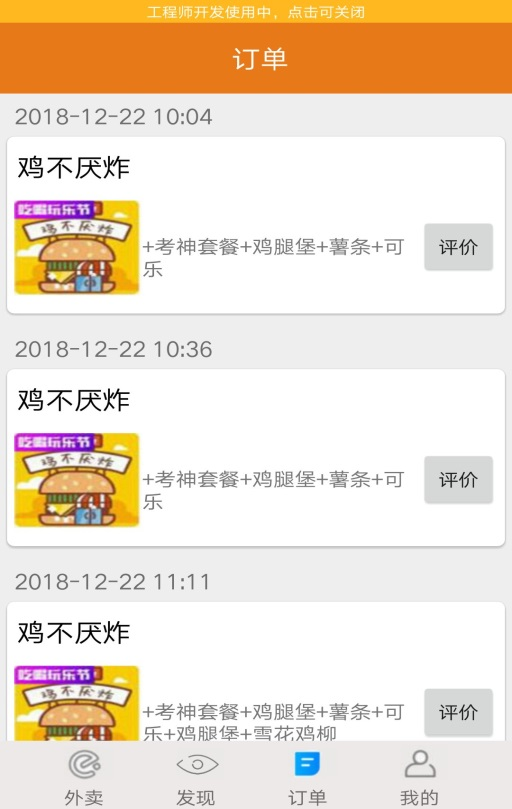 工程师开发使用中，点击可关闭
订单
2018-12-22 10:04
鸡不厌炸
吃嘛玩乐节
鸡不厌炸
+考神套餐+鸡腿堡+薯条+可
乐
评价
2018-12-22 10:36
鸡不厌炸
吃嘛玩乐节
鸡不厌炸
+考神套餐+鸡腿堡+薯条+可
乐
评价
2018-12-22 11:11
鸡不厌炸
吃嘛玩乐节
鸡不厌炸
+考神套餐+鸡腿堡+薯条+可
乐+鸡腿堡+雪花鸡柳
评价
外卖
发现
订单
我的